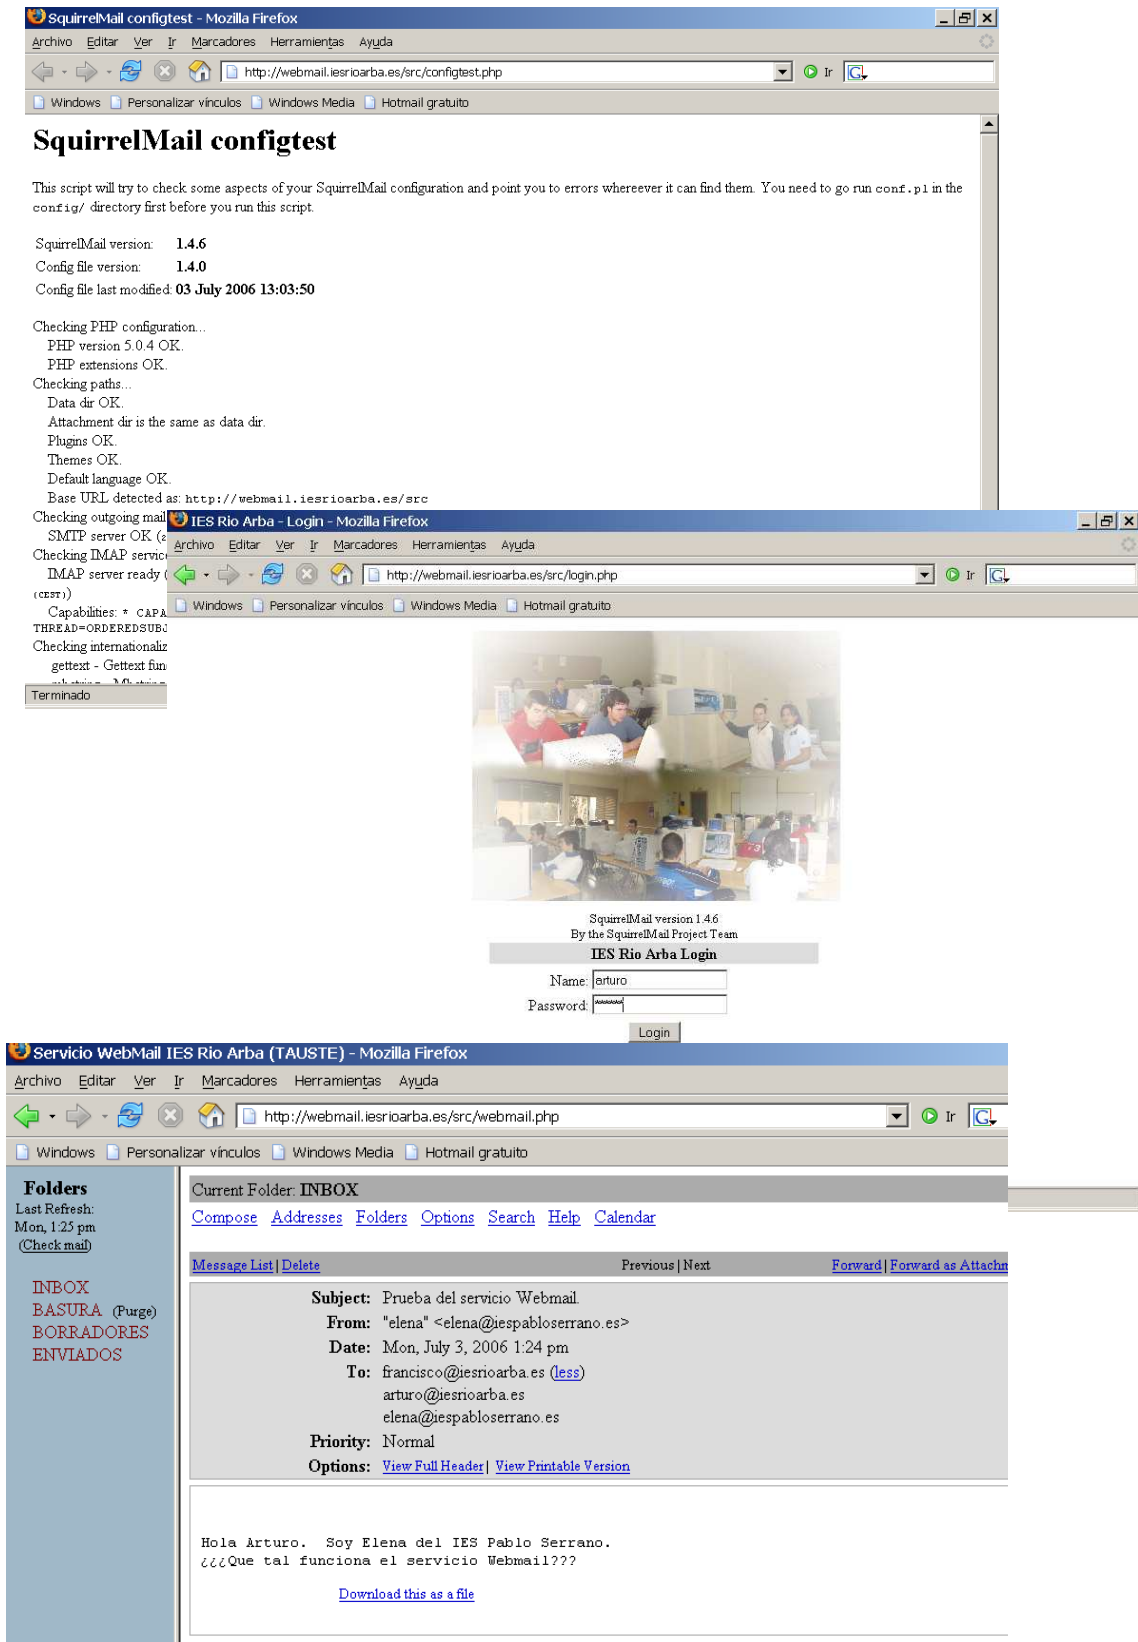 SquirrelMail configtest - Mozilla Firefox
Archivo Editar Ver Ir Marcadores Herramientas Ayuda
http://webmail.iesrioarba.es/src/configtest.php Ir G
Windows Personalizar vínculos Windows Media Hotmail gratuito
SquirrelMail configtest
This script will try to check some aspects of your SquirrelMail configuration and point you to errors whereever it can find them. You need to go run conf.pl in the
config/ directory first before you run this script.
SquirrelMail version: 1.4.6
Config file version: 1.4.0
Config file last modified: 03 July 2006 13:03:50
Checking PHP configuration...
PHP version 5.0.4 OK.
PHP extensions OK.
Checking paths...
Data dir OK.
Attachment dir is the same as data dir.
Plugins OK.
Themes OK.
Default language OK.
Base URL detected as: http://webmail.iesrioarba.es/src
Checking outgoing mail
SMTP server OK (
Checking IMAP service
IMAP server ready (
(CEST))
Capabilities: * CAPA
THREAD=ORDEREDSUBJ
Checking internationaliz
gettext - Gettext fun
Terminado
IES Rio Arba - Login - Mozilla Firefox
Archivo Editar Ver Ir Marcadores Herramientas Ayuda
http://webmail.iesrioarba.es/src/login.php Ir G
Windows Personalizar vínculos Windows Media Hotmail gratuito
SquirrelMail version 1.4.6
By the SquirrelMail Project Team
IES Rio Arba Login
Name: arturo
Password: ******
Login
Servicio WebMail IES Rio Arba (TAUSTE) - Mozilla Firefox
Archivo Editar Ver Ir Marcadores Herramientas Ayuda
http://webmail.iesrioarba.es/src/webmail.php Ir G
Windows Personalizar vínculos Windows Media Hotmail gratuito
Folders
Last Refresh:
Mon, 1:25 pm
(Check mail)
INBOX
BASURA (Purge)
BORRADORES
ENVIADOS
Current Folder: INBOX
Compose Addresses Folders Options Search Help Calendar
Message List | Delete Previous | Next Forward | Forward as Attachm
Subject: Prueba del servicio Webmail.
From: "elena" <elena@iespabloserrano.es>
Date: Mon, July 3, 2006 1:24 pm
To: francisco@iesrioarba.es (less)
arturo@iesrioarba.es
elena@iespabloserrano.es
Priority: Normal
Options: View Full Header | View Printable Version
Hola Arturo. Soy Elena del IES Pablo Serrano.
¿¿¿Que tal funciona el servicio Webmail???
Download this as a file